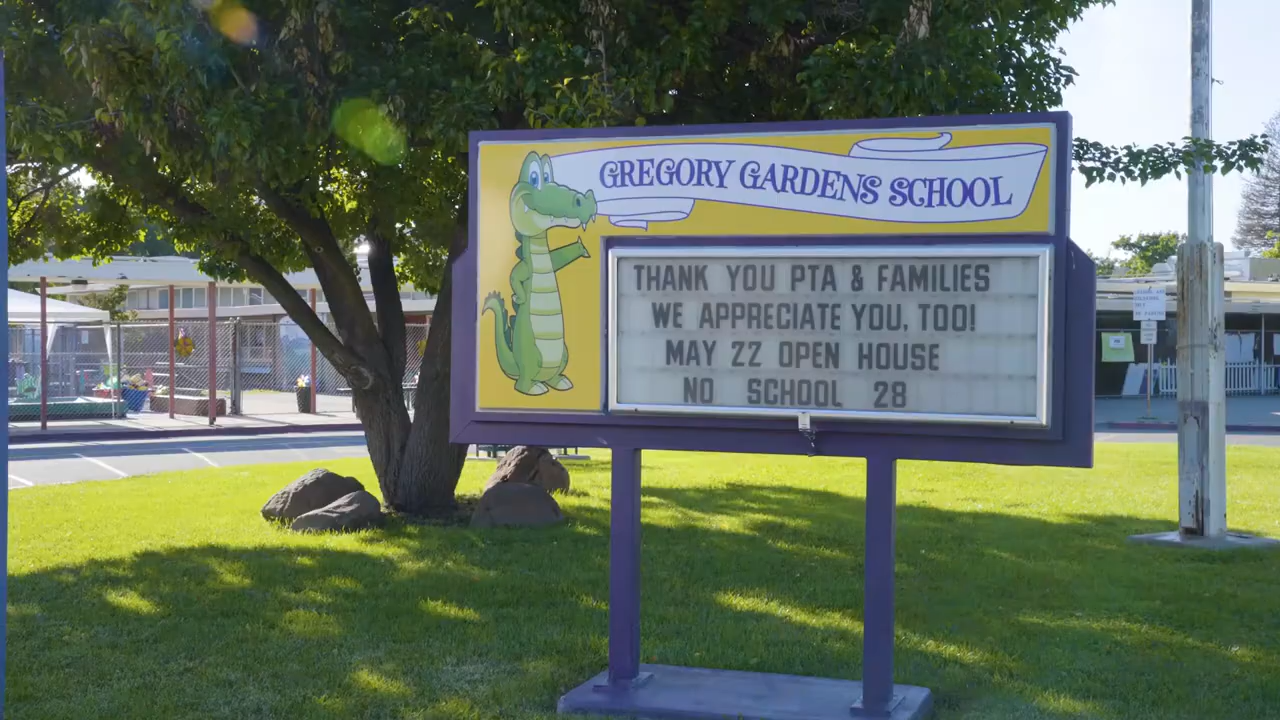 GREGORY GARDENS SCHOOL
THANK YOU PTA & FAMILIES
WE APPRECIATE YOU, TOO!
MAY 22 OPEN HOUSE
NO SCHOOL 28